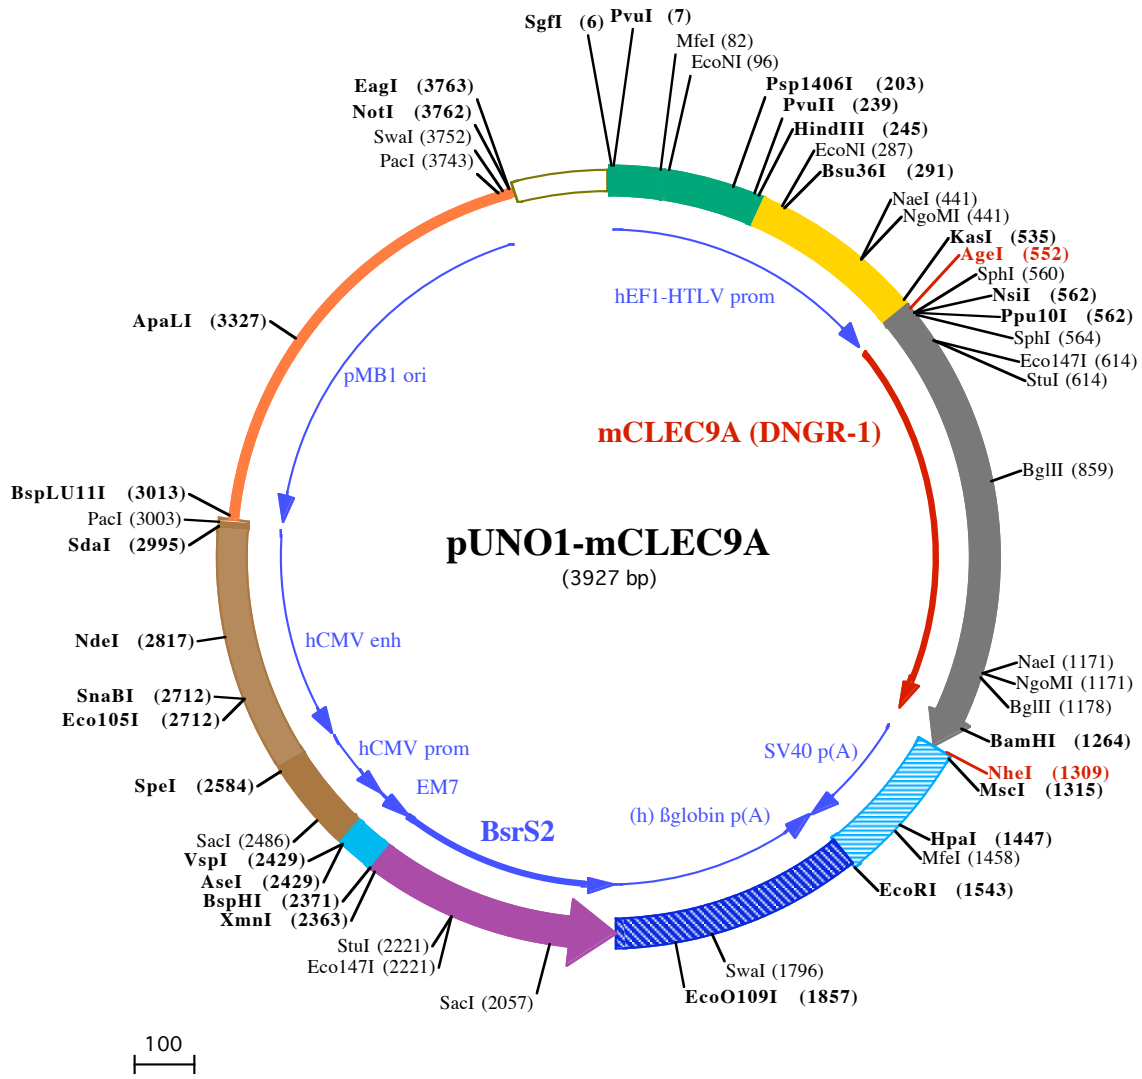 SgfI (6)
PvuI (7)
MfeI (82)
EcoNI (96)
Psp1406I (203)
PvuII (239)
HindIII (245)
EcoNI (287)
Bsu36I (291)
NaeI (441)
NgoMI (441)
KasI (535)
AgeI (552)
SphI (560)
NsiI (562)
Ppu10I (562)
SphI (564)
Eco147I (614)
StuI (614)
BglII (859)
NaeI (1171)
NgoMI (1171)
BglII (1178)
BamHI (1264)
NheI (1309)
MscI (1315)
HpaI (1447)
MfeI (1458)
EcoRI (1543)
SwaI (1796)
EcoO109I (1857)
SacI (2057)
Eco147I (2221)
StuI (2221)
XmnI (2363)
BspHI (2371)
AseI (2429)
VspI (2429)
SacI (2486)
SpeI (2584)
Eco105I (2712)
SnaBI (2712)
NdeI (2817)
SdaI (2995)
PacI (3003)
BspLU11I (3013)
ApaLI (3327)
PacI (3743)
SwaI (3752)
NotI (3762)
EagI (3763)
hEF1-HTLV prom
mCLEC9A (DNGR-1)
SV40 p(A)
(h) ßglobin p(A)
BsrS2
EM7
hCMV prom
hCMV enh
pMB1 ori
pUNO1-mCLEC9A
(3927 bp)
100